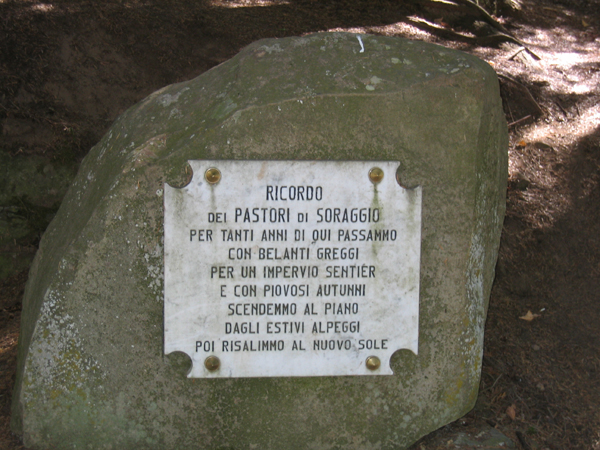 RICORDO
DEI PASTORI DI SORAGGIO
PER TANTI ANNI DI QUI PASSAMMO
CON BELANTI GREGGI
PER UN IMPERVIO SENTIÈR
E CON PIOVOSI AUTUNNI
SCENDEMMO AL PIANO
DAGLI ESTIVI ALPEGGI
POI RISALIMMO AL NUOVO SOLE